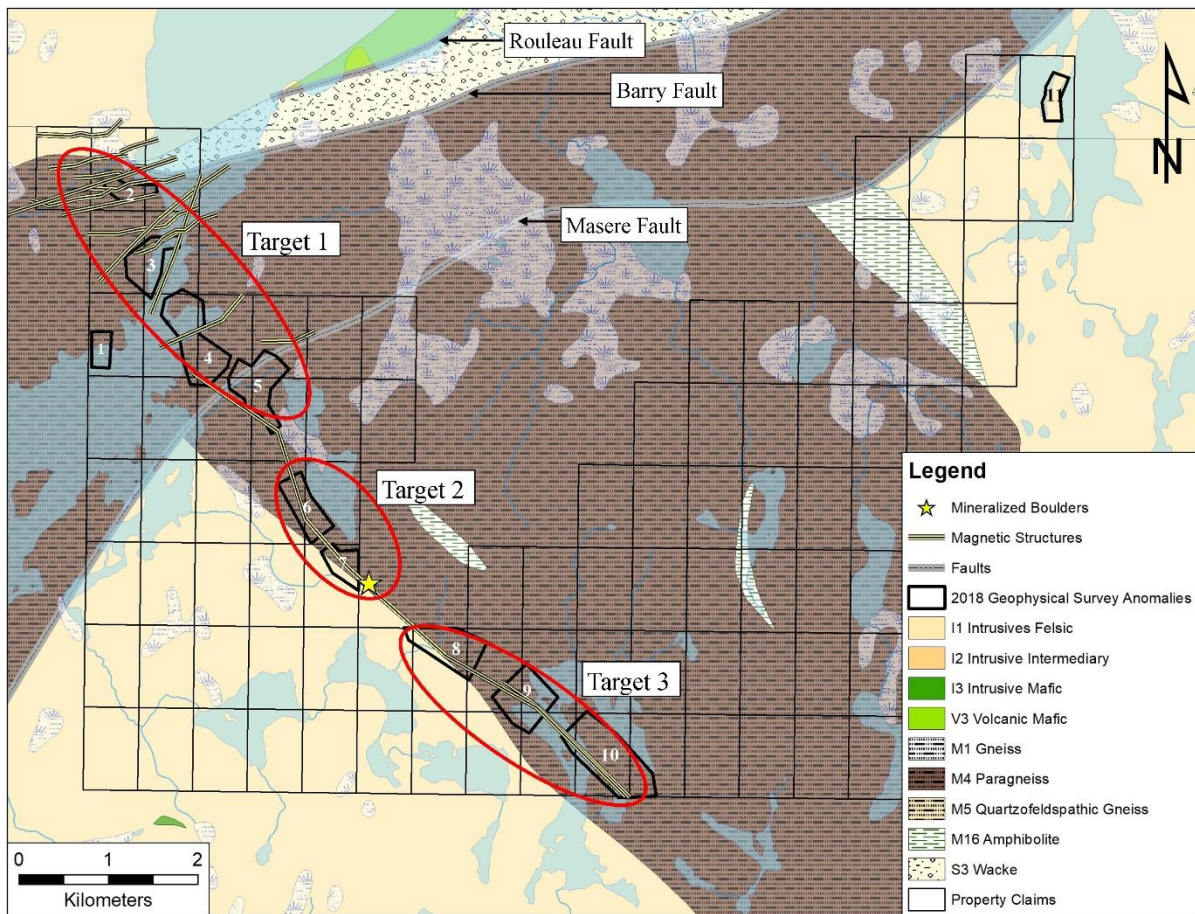 Rouleau Fault
Barry Fault
11
N
2
Masere Fault
Target 1
3
1
4
5
Target 2
6
7
8
Target 3
9
10
Legend
Mineralized Boulders
Magnetic Structures
Faults
2018 Geophysical Survey Anomalies
I1 Intrusives Felsic
I2 Intrusive Intermediary
I3 Intrusive Mafic
V3 Volcanic Mafic
M1 Gneiss
M4 Paragneiss
M5 Quartzofeldspathic Gneiss
M16 Amphibolite
S3 Wacke
Property Claims
0 1 2
Kilometers